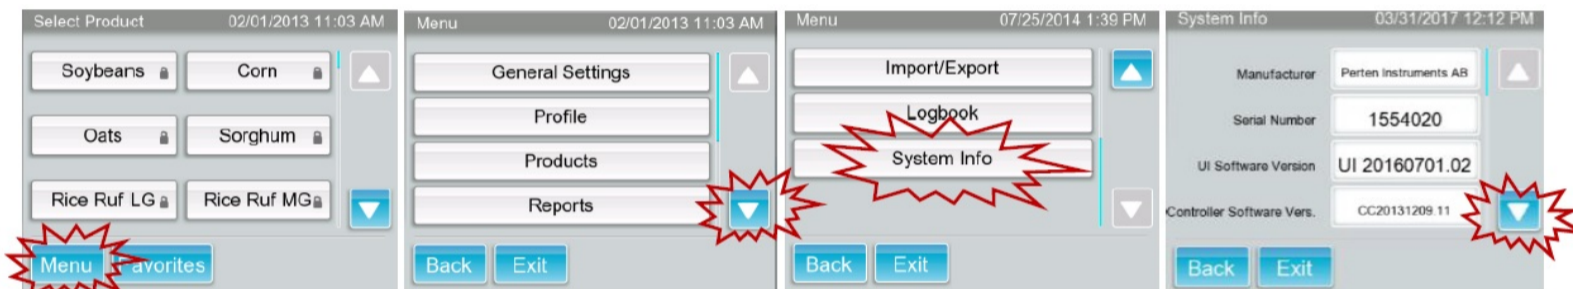 Select Product 02/01/2013 11:03 AM
Soybeans Corn
Oats Sorghum
Rice Ruf LG Rice Ruf MG
Menu Favorites
Menu 02/01/2013 11:03 AM
General Settings
Profile
Products
Reports
Back Exit
Menu 07/25/2014 1:39 PM
Import/Export
Logbook
System Info
Back Exit
System Info 03/31/2017 12:12 PM
Manufacturer Perten Instruments AB
Serial Number 1554020
UI Software Version UI 20160701.02
Controller Software Vers. CC20131209.11
Back Exit